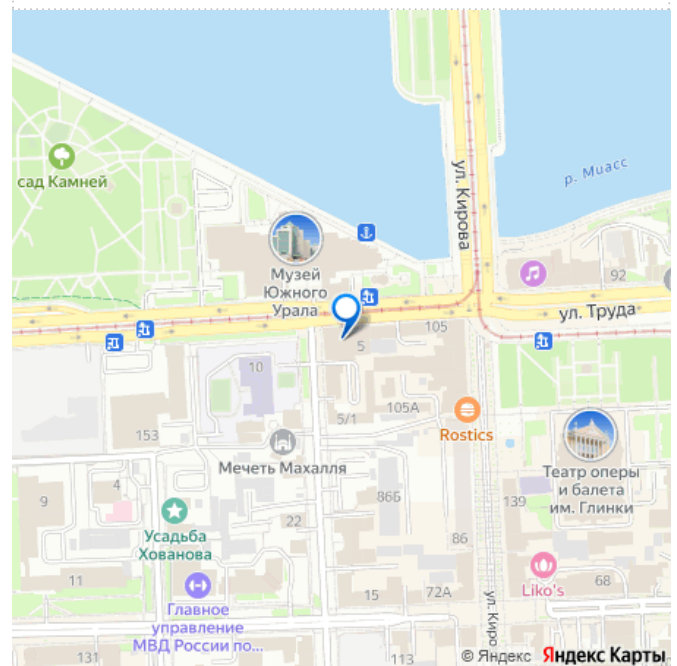 сад Камней
Музей
Южного
Урала
ул. Кирова
р. Миасс
92
ул. Труда
105
5
10
105А
5/1
Rostics
153
Мечеть Махалля
Театр оперы
и балета
им. Глинки
9
4
86Б
139
Усадьба
Хованова
22
86
11
Liko's
68
15
72А
ул. Киро
Главное
управление
МВД России по...
131
© Яндекс Яндекс Карты